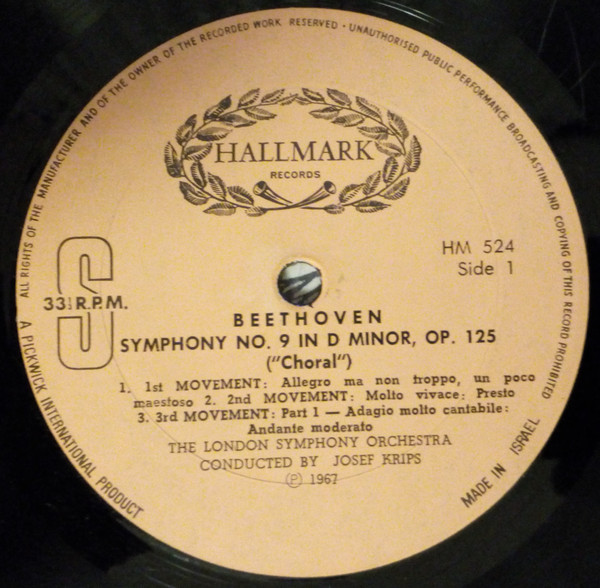 ALL RIGHTS OF THE MANUFACTURER AND OF THE OWNER OF THE RECORDED WORK RESERVED · UNAUTHORISED PUBLIC PERFORMANCE BROADCASTING AND COPYING OF THIS RECORD PROHIBITED
HALLMARK
RECORDS
HM 524
Side 1
S
33⅓ R.P.M.
BEETHOVEN
SYMPHONY NO. 9 IN D MINOR, OP. 125
("Choral")
1. 1st MOVEMENT: Allegro ma non troppo, un poco
maestoso 2. 2nd MOVEMENT: Molto vivace: Presto
3. 3rd MOVEMENT: Part 1 — Adagio molto cantabile:
Andante moderato
THE LONDON SYMPHONY ORCHESTRA
CONDUCTED BY JOSEF KRIPS
Ⓟ 1967
A PICKWICK INTERNATIONAL PRODUCT
MADE IN ISRAEL